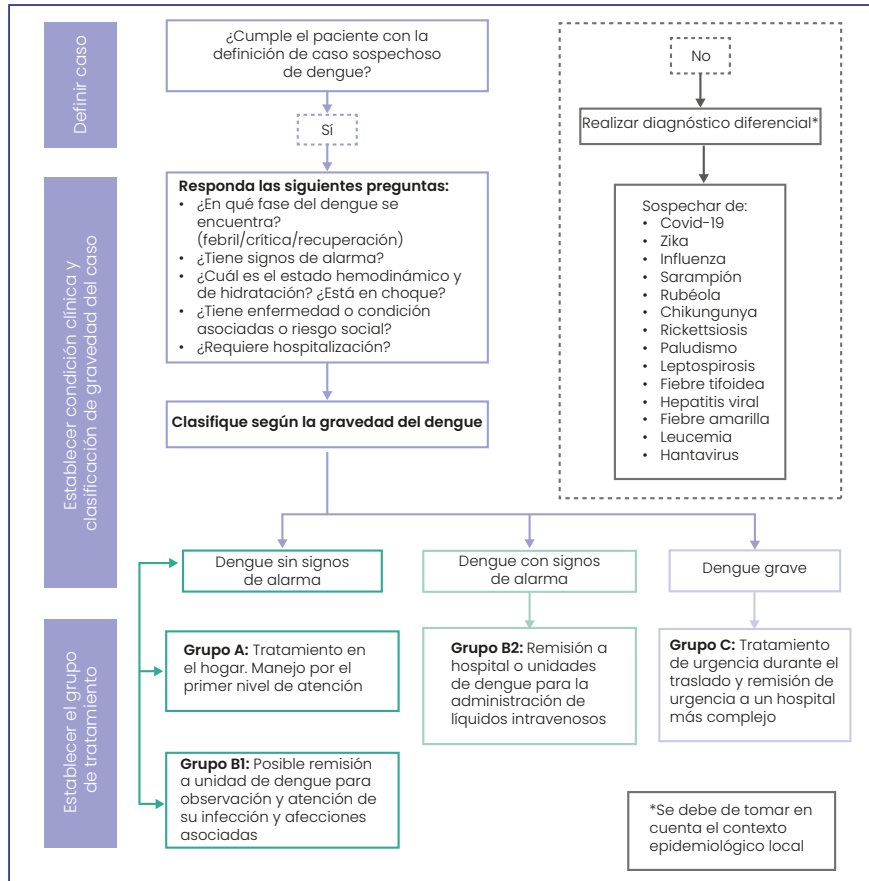 Definir caso
¿Cumple el paciente con la
definición de caso sospechoso
de dengue?
Sí
No
Realizar diagnóstico diferencial*
Sospechar de:
• Covid-19
• Zika
• Influenza
• Sarampión
• Rubéola
• Chikungunya
• Rickettsiosis
• Paludismo
• Leptospirosis
• Fiebre tifoidea
• Hepatitis viral
• Fiebre amarilla
• Leucemia
• Hantavirus
Establecer condición clínica y
clasificación de gravedad del caso
Responda las siguientes preguntas:
• ¿En qué fase del dengue se
encuentra?
(febril/crítica/recuperación)
• ¿Tiene signos de alarma?
• ¿Cuál es el estado hemodinámico y
de hidratación? ¿Está en choque?
• ¿Tiene enfermedad o condición
asociadas o riesgo social?
• ¿Requiere hospitalización?
Clasifique según la gravedad del dengue
Dengue sin signos
de alarma
Dengue con signos
de alarma
Dengue grave
Establecer el grupo
de tratamiento
Grupo A: Tratamiento en
el hogar. Manejo por el
primer nivel de atención
Grupo B1: Posible remisión
a unidad de dengue para
observación y atención de
su infección y afecciones
asociadas
Grupo B2: Remisión a
hospital o unidades
de dengue para la
administración de
líquidos intravenosos
Grupo C: Tratamiento
de urgencia durante el
traslado y remisión de
urgencia a un hospital
más complejo
*Se debe de tomar en
cuenta el contexto
epidemiológico local